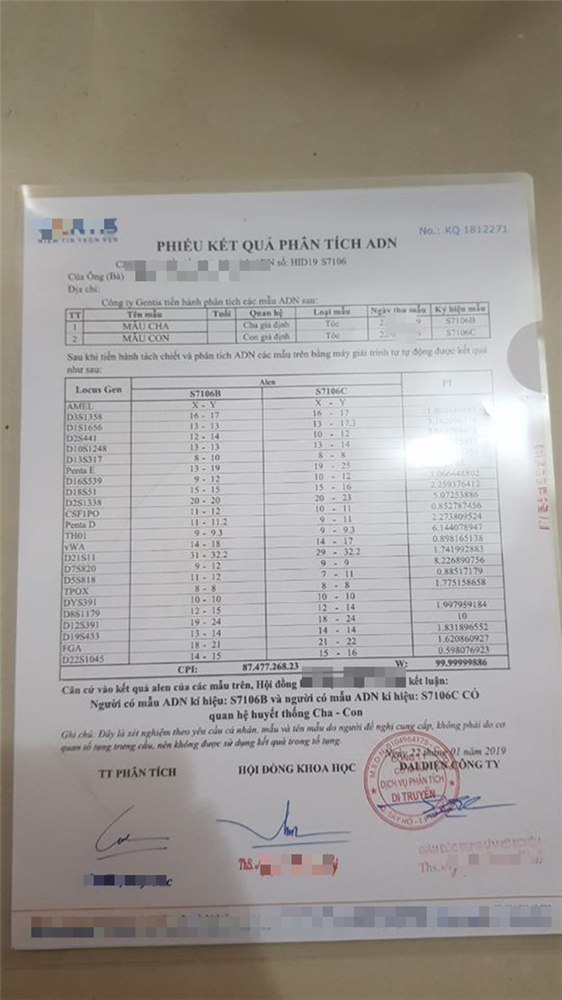 NIỀM TIN TRỌN VẸN
No.: KQ 1812271
PHIẾU KẾT QUẢ PHÂN TÍCH ADN
ADN số: HID19 S7106
Của Ông (Bà)
Địa chỉ:
Công ty Gentis tiến hành phân tích các mẫu ADN sau:
TT Tên mẫu Tuổi Quan hệ Loại mẫu Ngày thu mẫu Ký hiệu mẫu
1 MẪU CHA Cha giả định Tóc S7106B
2 MẪU CON Con giả định Tóc S7106C
Sau khi tiến hành tách chiết và phân tích ADN các mẫu trên bằng máy giải trình tự tự động được kết quả
như sau:
Locus Gen Alen PI
S7106B S7106C
AMEL X - Y X - Y
D3S1358 16 - 17 16 - 17
D1S1656 13 - 13 13 - 17.3
D2S441 12 - 14 10 - 12
D10S1248 13 - 13 13 - 14
D13S317 8 - 10 8 - 8
Penta E 13 - 19 19 - 25
D16S539 9 - 12 10 - 12 1.066441802
D18S51 15 - 15 15 - 16 2.259376412
D2S1338 20 - 20 20 - 23 5.07253886
CSF1PO 11 - 12 10 - 11 0.852787456
Penta D 11 - 11.2 9 - 11 2.273809524
TH01 9 - 9.3 9 - 9.3 6.144078947
vWA 14 - 18 14 - 17 0.898165138
D21S11 31 - 32.2 29 - 32.2 1.741992883
D7S820 9 - 12 9 - 9 8.226890756
D5S818 11 - 12 7 - 11 0.88517179
TPOX 8 - 8 8 - 8 1.775158658
DYS391 10 - 10 10 - 10
D8S1179 12 - 15 12 - 14 1.997959184
D12S391 19 - 24 18 - 24 10
D19S433 13 - 14 14 - 14 1.831896552
FGA 18 - 21 21 - 22 1.620860927
D22S1045 14 - 15 15 - 16 0.598076923
CPI: 87.477.268.23 W: 99.99999886
Căn cứ vào kết quả alen của các mẫu trên, Hội đồng kết luận:
Người có mẫu ADN kí hiệu: S7106B và người có mẫu ADN kí hiệu: S7106C CÓ
quan hệ huyết thống Cha - Con
Ghi chú: Đây là xét nghiệm theo yêu cầu cá nhân, mẫu và tên mẫu do người đề nghị cung cấp, không phải do cơ
quan tố tụng trưng cầu, nên không được sử dụng kết quả trong tố tụng.
Ngày 22 tháng 01 năm 2019
TT PHÂN TÍCH HỘI ĐỒNG KHOA HỌC ĐẠI DIỆN CÔNG TY
DỊCH VỤ PHÂN TÍCH
DI TRUYỀN
ThS.
GIÁM ĐỐC TRUNG TÂM XÉT NGHIỆM
Ths.